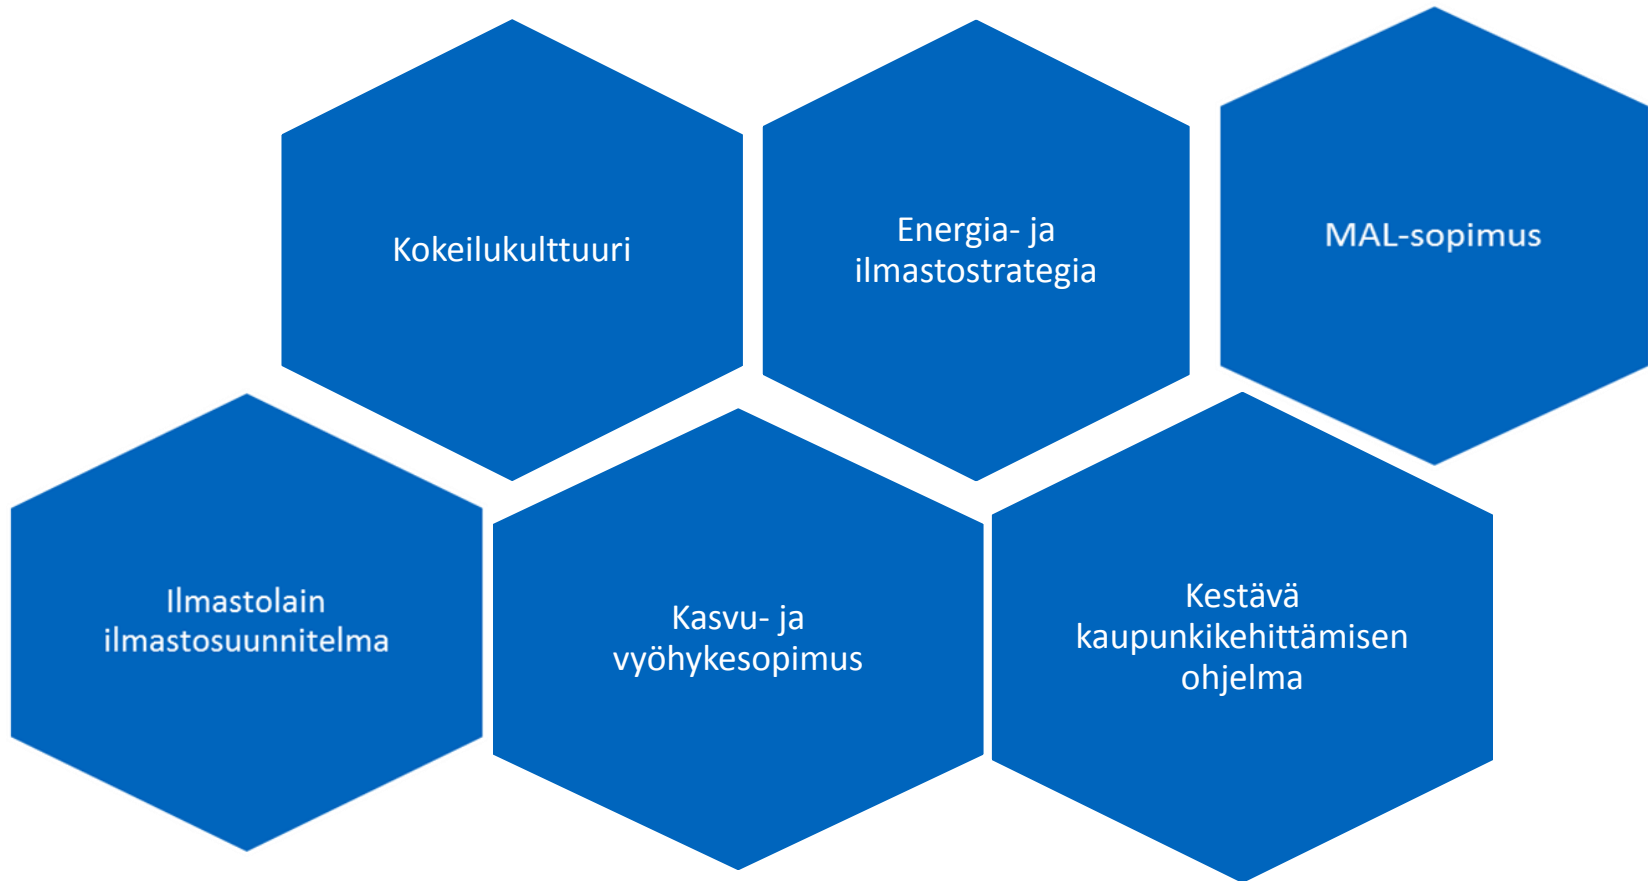 Kokeilukulttuuri
Energia- ja
ilmastostrategia
MAL-sopimus
Ilmastolain
ilmastosuunnitelma
Kasvu- ja
vyöhykesopimus
Kestävä
kaupunkikehittämisen
ohjelma